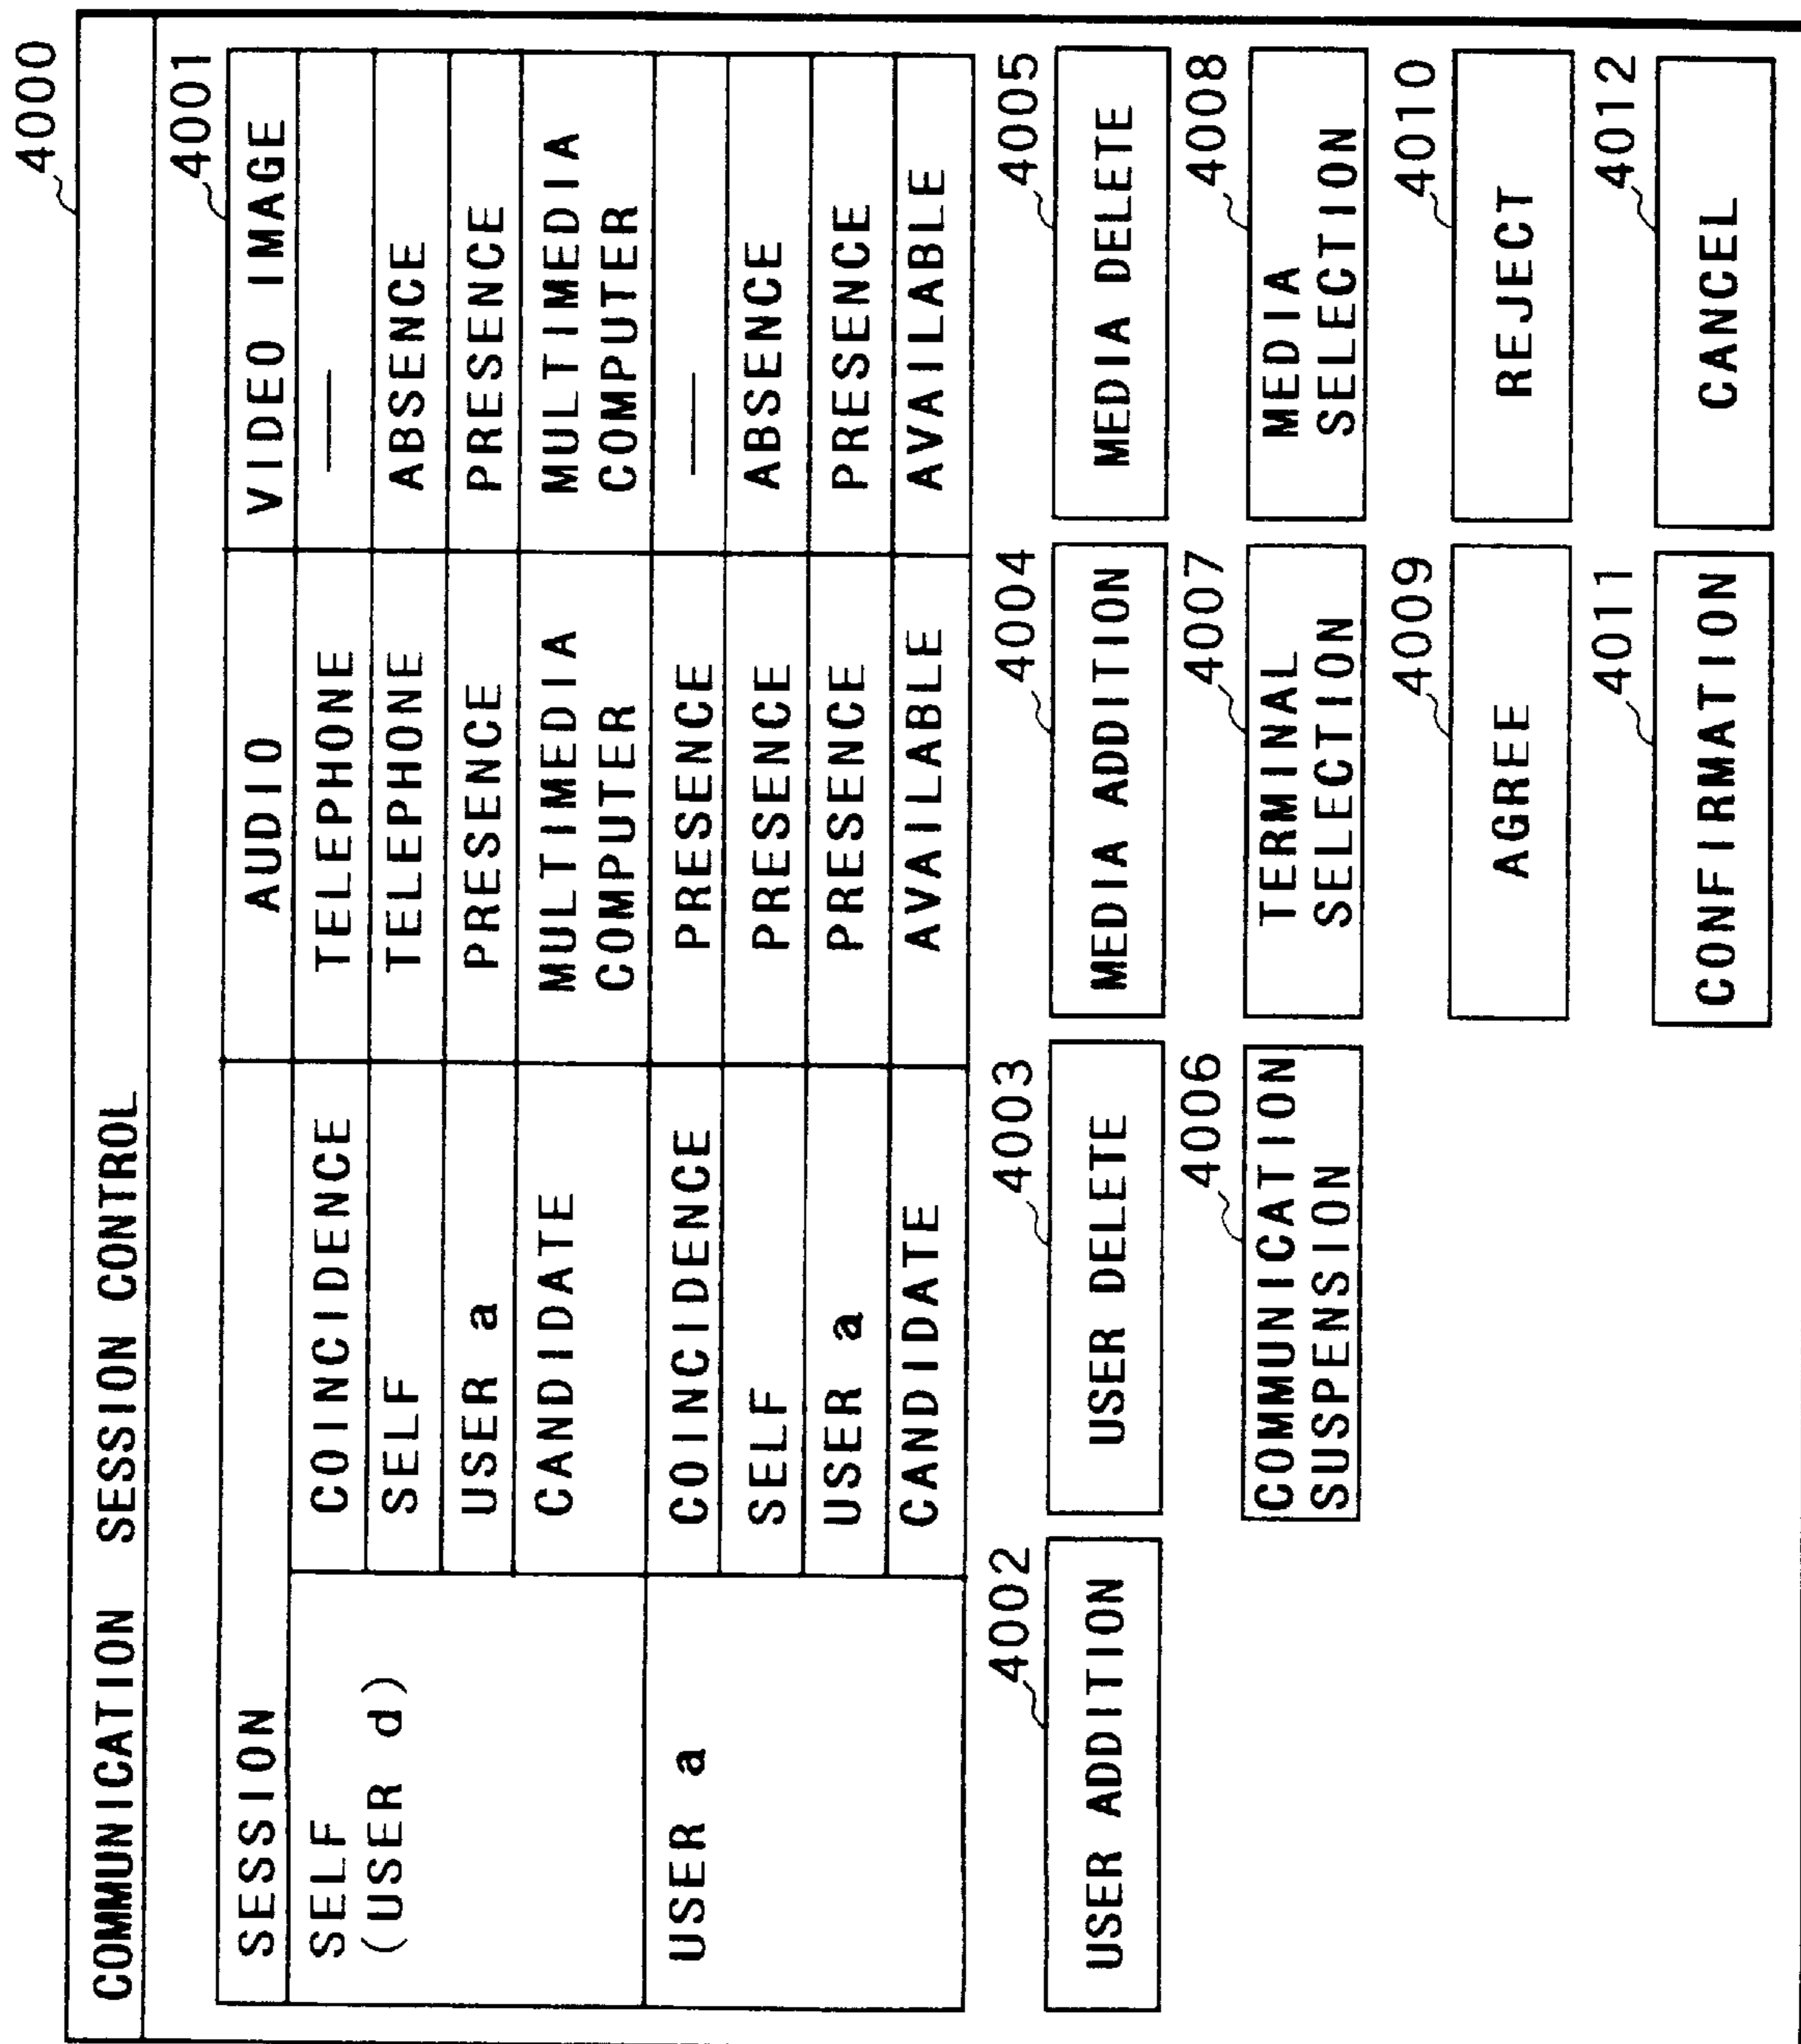 4000
COMMUNICATION SESSION CONTROL
4001
SESSION AUDIO VIDEO IMAGE
SELF
(USER d)
COINCIDENCE TELEPHONE —
SELF TELEPHONE ABSENCE
USER a PRESENCE PRESENCE
CANDIDATE MULTIMEDIA COMPUTER MULTIMEDIA COMPUTER
USER a
COINCIDENCE PRESENCE —
SELF PRESENCE ABSENCE
USER a PRESENCE PRESENCE
CANDIDATE AVAILABLE AVAILABLE
4002 4003 4004 4005
USER ADDITION USER DELETE MEDIA ADDITION MEDIA DELETE
4006 4007 4008
COMMUNICATION SUSPENSION TERMINAL SELECTION MEDIA SELECTION
4009 4010
AGREE REJECT
4011 4012
CONFIRMATION CANCEL